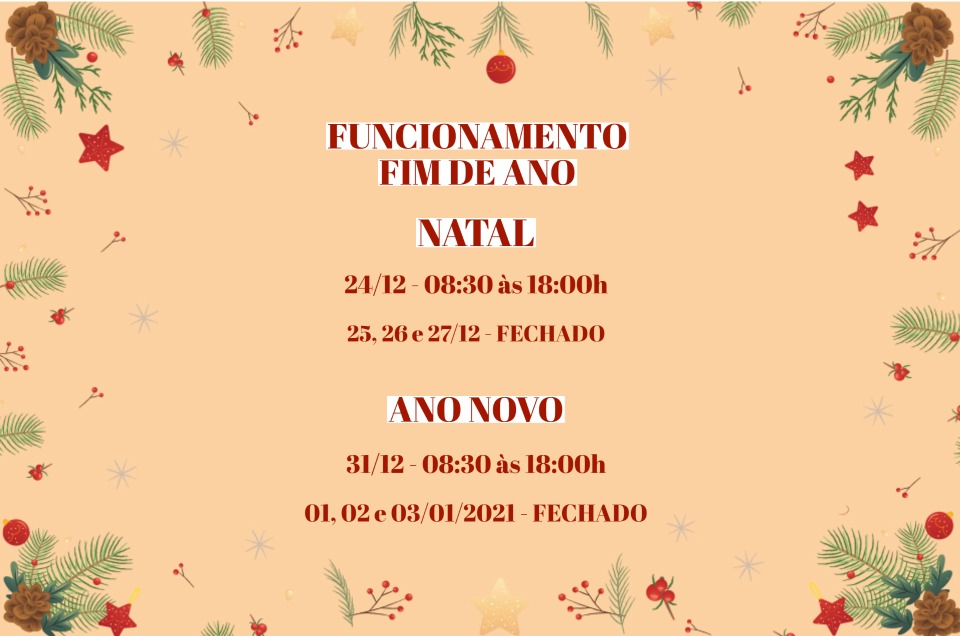 FUNCIONAMENTO
FIM DE ANO
NATAL
24/12 - 08:30 às 18:00h
25, 26 e 27/12 - FECHADO
ANO NOVO
31/12 - 08:30 às 18:00h
01, 02 e 03/01/2021 - FECHADO